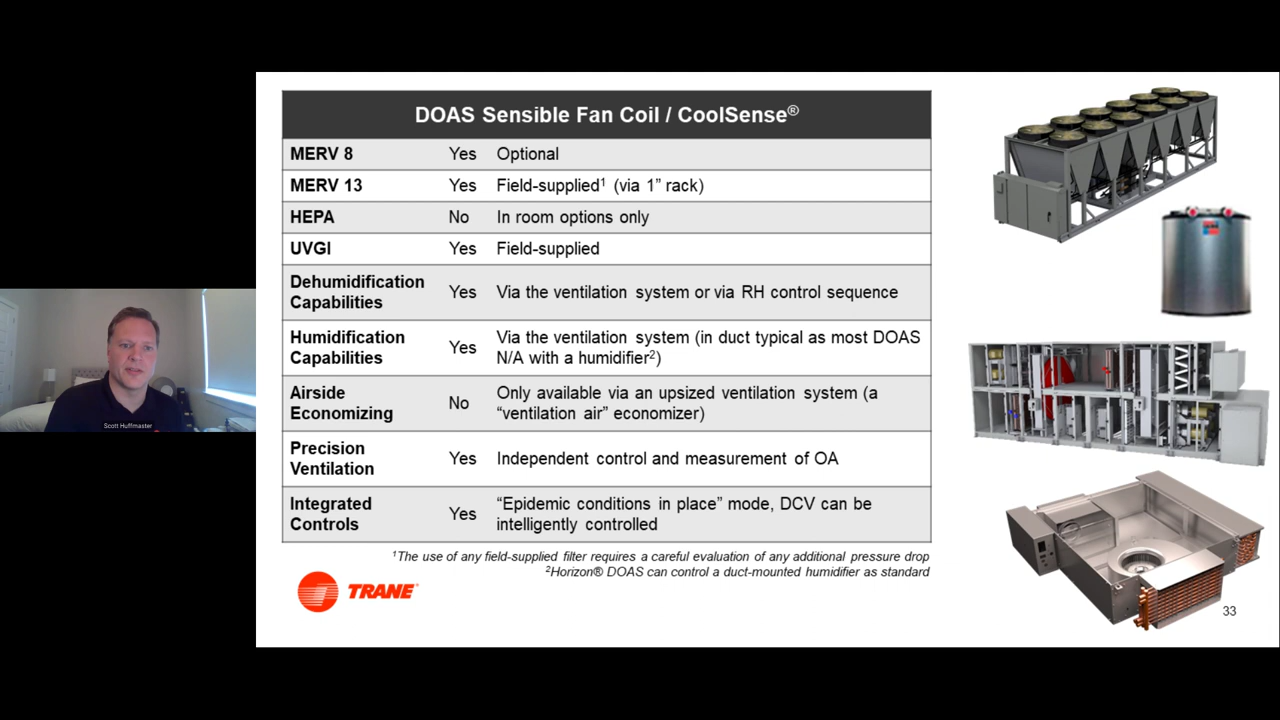 DOAS Sensible Fan Coil / CoolSense®
MERV 8 Yes Optional
MERV 13 Yes Field-supplied¹ (via 1” rack)
HEPA No In room options only
UVGI Yes Field-supplied
Dehumidification
Capabilities
Yes Via the ventilation system or via RH control sequence
Humidification
Capabilities
Yes
Via the ventilation system (in duct typical as most DOAS
N/A with a humidifier²)
Airside
Economizing
No
Only available via an upsized ventilation system (a
“ventilation air” economizer)
Precision
Ventilation
Yes Independent control and measurement of OA
Integrated
Controls
Yes
“Epidemic conditions in place” mode, DCV can be
intelligently controlled
¹The use of any field-supplied filter requires a careful evaluation of any additional pressure drop
²Horizon® DOAS can control a duct-mounted humidifier as standard
TRANE®
33
Scott Huffmaster